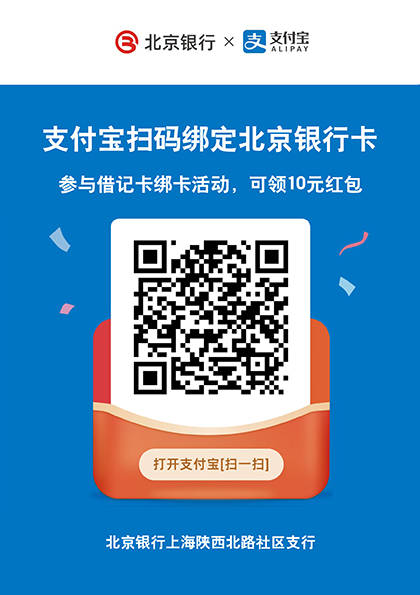 北京银行 × 支付宝
ALIPAY
支付宝扫码绑定北京银行卡
参与借记卡绑卡活动，可领10元红包
打开支付宝[扫一扫]
北京银行上海陕西北路社区支行